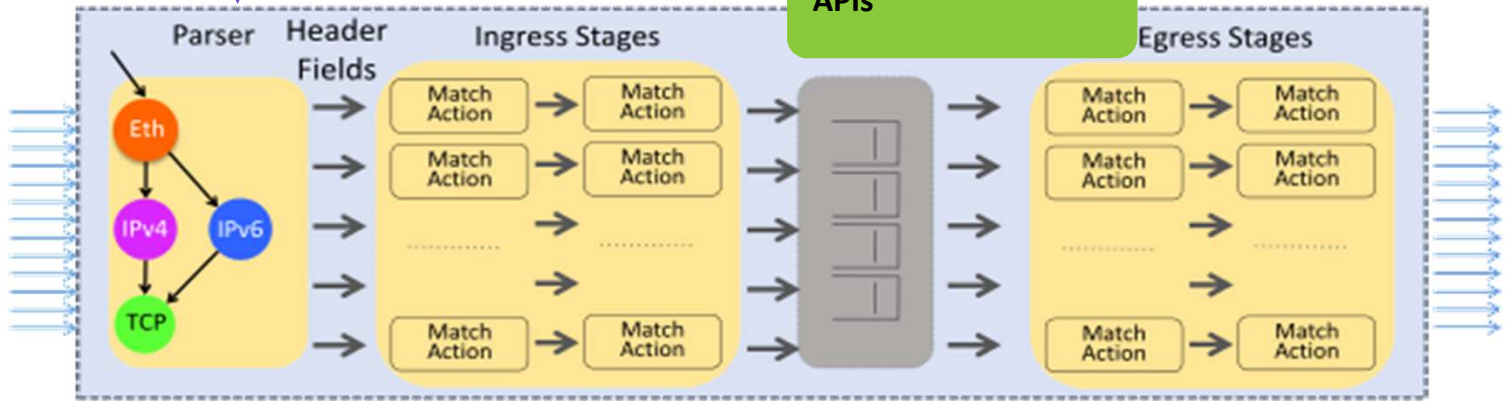 APIs
Parser
Header
Fields
Ingress Stages
Egress Stages
Eth
IPv4
IPv6
TCP
Match
Action
Match
Action
Match
Action
Match
Action
Match
Action
Match
Action
Match
Action
Match
Action
Match
Action
Match
Action
Match
Action
Match
Action